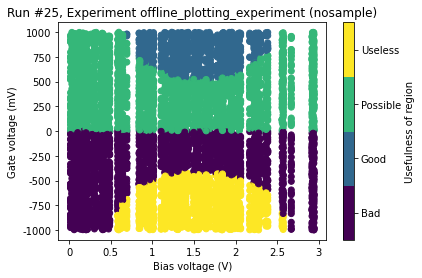 Run #25, Experiment offline_plotting_experiment (nosample)
1000
750
500
250
0
-250
-500
-750
-1000
Gate voltage (mV)
0
0.5
1
1.5
2
2.5
3
Bias voltage (V)
Useless
Possible
Good
Bad
Usefulness of region